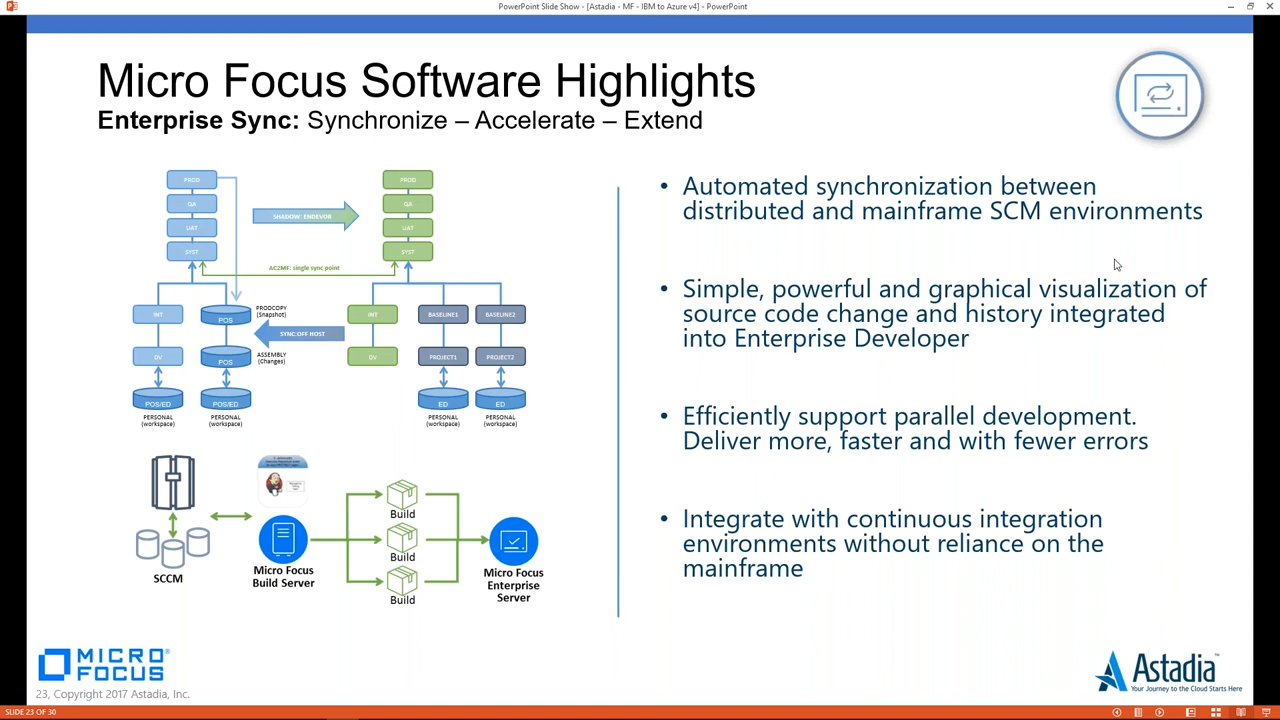 PowerPoint Slide Show - [Astadia - MF - IBM to Azure v4] - PowerPoint
Micro Focus Software Highlights
Enterprise Sync: Synchronize – Accelerate – Extend
PROD
QA
UAT
SYST
SHADOW: ENDEVOR
PROD
QA
UAT
SYST
AC2MF: single sync point
INT
POS
PRODCOPY
(Snapshot)
SYNC:OFF HOST
INT
BASELINE1
BASELINE2
DV
POS
ASSEMBLY
(Changes)
DV
PROJECT1
PROJECT2
POS/ED
POS/ED
ED
ED
PERSONAL
(workspace)
PERSONAL
(workspace)
PERSONAL
(workspace)
PERSONAL
(workspace)
SCCM
Micro Focus
Build Server
Build
Build
Build
Micro Focus
Enterprise
Server
• Automated synchronization between
distributed and mainframe SCM environments
• Simple, powerful and graphical visualization of
source code change and history integrated
into Enterprise Developer
• Efficiently support parallel development.
Deliver more, faster and with fewer errors
• Integrate with continuous integration
environments without reliance on the
mainframe
MICRO
FOCUS
23, Copyright 2017 Astadia, Inc.
Astadia™
Your Journey to the Cloud Starts Here
SLIDE 23 OF 30